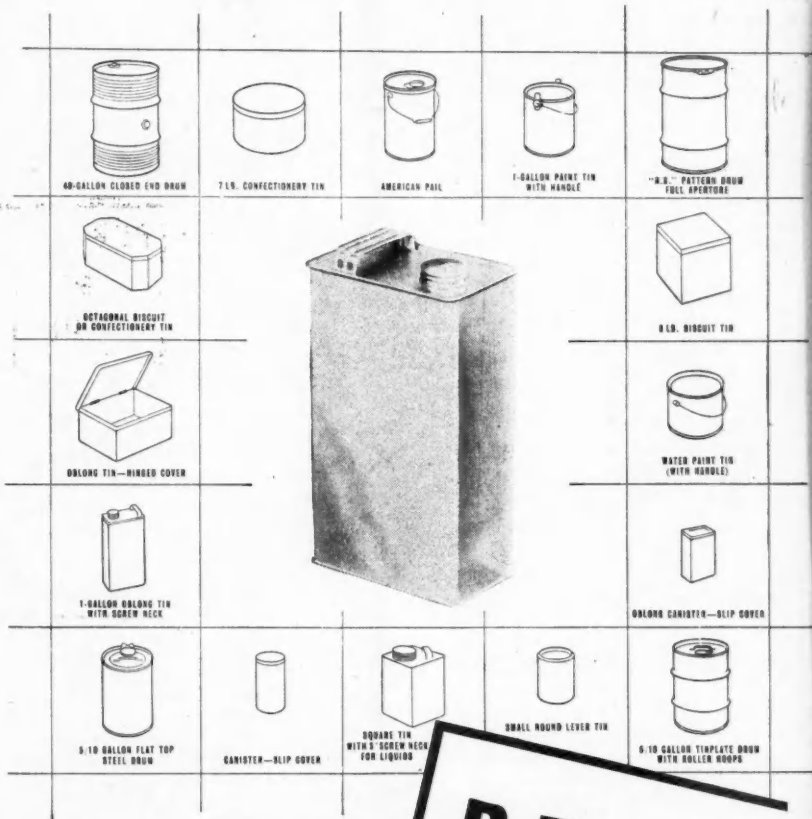 40-GALLON CLOSED END DRUM
7 LB. CONFECTIONERY TIN
AMERICAN PAIL
1-GALLON PAINT TIN
WITH HANDLE
PATTERN DRUM
FULL APERTURE
OCTAGONAL BISCUIT
OR CONFECTIONERY TIN
8 LB. BISCUIT TIN
OBLONG TIN—HINGED COVER
WATER PAINT TIN
(WITH HANDLE)
1-GALLON OBLONG TIN
WITH SCREW NECK
OBLONG CANISTER—SLIP COVER
5/10 GALLON FLAT TOP
STEEL DRUM
CANISTER—SLIP COVER
SQUARE TIN
WITH 3" SCREW NECK
FOR LIQUIDS
SMALL ROUND LEVER TIN
5/10 GALLON TINPLATE DRUM
WITH ROLLER HOOPS